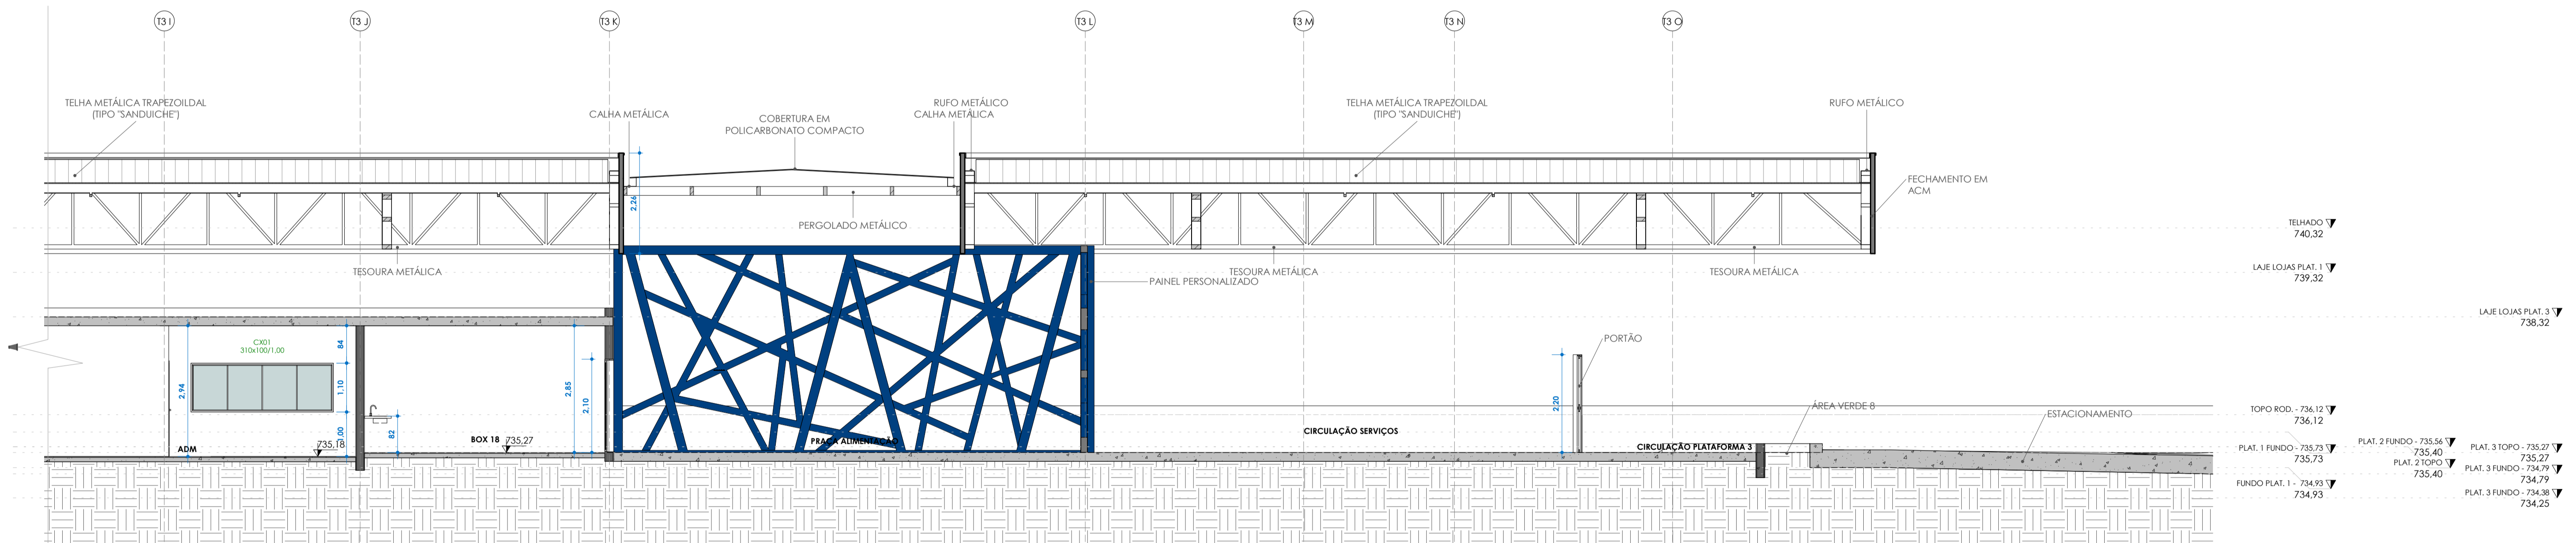 T3 I
T3 J
T3 K
T3 L
T3 M
T3 N
T3 O
TELHA METÁLICA TRAPEZOILDAL
(TIPO "SANDUICHE")
CALHA METÁLICA
COBERTURA EM
POLICARBONATO COMPACTO
RUFO METÁLICO
CALHA METÁLICA
TELHA METÁLICA TRAPEZOILDAL
(TIPO "SANDUICHE")
RUFO METÁLICO
FECHAMENTO EM
ACM
2,26
PERGOLADO METÁLICO
TESOURA METÁLICA
TESOURA METÁLICA
TESOURA METÁLICA
PAINEL PERSONALIZADO
TELHADO
740,32
LAJE LOJAS PLAT. 1
739,32
LAJE LOJAS PLAT. 3
738,32
CX01
310x100/1,00
2,94
84
1,10
1,00
82
2,85
2,10
2,20
PORTÃO
ÁREA VERDE 8
ESTACIONAMENTO
ADM
735,18
BOX 18
735,27
PRAÇA ALIMENTAÇÃO
CIRCULAÇÃO SERVIÇOS
CIRCULAÇÃO PLATAFORMA 3
TOPO ROD. - 736,12
736,12
PLAT. 1 FUNDO - 735,73
735,73
PLAT. 2 FUNDO - 735,56
735,40
PLAT. 2 TOPO
735,40
PLAT. 3 TOPO - 735,27
735,27
PLAT. 3 FUNDO - 734,79
734,79
FUNDO PLAT. 1 - 734,93
734,93
PLAT. 3 FUNDO - 734,38
734,25